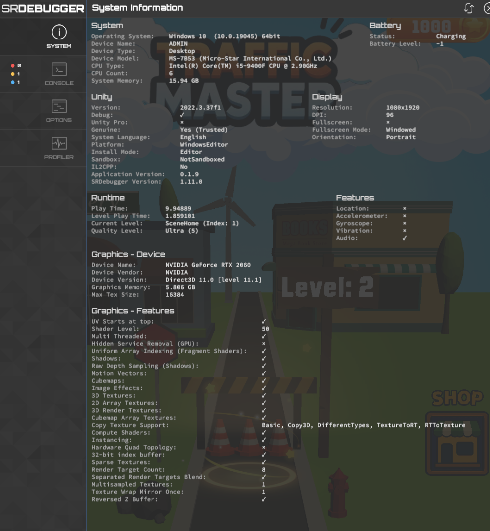 SRDEBUGGER
System Information
SYSTEM
CONSOLE
OPTIONS
PROFILER
System
Operating System: Windows 10 (10.0.19045) 64bit
Device Name: ADMIN
Device Type: Desktop
Device Model: MS-7B53 (Micro-Star International Co., Ltd.)
CPU Type: Intel(R) Core(TM) i5-9400F CPU @ 2.90GHz
CPU Count: 6
System Memory: 15.94 GB
Battery
Status: Charging
Battery Level: -1
1000
TRAFFIC
MASTER
Unity
Version: 2022.3.37f1
Debug: ✓
Unity Pro: ×
Genuine: Yes (Trusted)
System Language: English
Platform: WindowsEditor
Install Mode: Editor
Sandbox: NotSandboxed
IL2CPP: No
Application Version: 0.1.9
SRDebugger Version: 1.11.0
Display
Resolution: 1080x1920
DPI: 96
Fullscreen: ×
Fullscreen Mode: Windowed
Orientation: Portrait
Runtime
Play Time: 9.94889
Level Play Time: 1.859101
Current Level: SceneHome (Index: 1)
Quality Level: Ultra (5)
Features
Location: ×
Accelerometer: ×
Gyroscope: ×
Vibration: ×
Audio: ✓
Graphics - Device
Device Name: NVIDIA GeForce RTX 2060
Device Vendor: NVIDIA
Device Version: Direct3D 11.0 [level 11.1]
Graphics Memory: 5.806 GB
Max Tex Size: 16384
Level: 2
Graphics - Features
UV Starts at top: ✓
Shader Level: 50
Multi Threaded: ✓
Hidden Service Removal (GPU): ✓
Uniform Array Indexing (Fragment Shaders): ✓
Shadows: ✓
Raw Depth Sampling (Shadows): ✓
Motion Vectors: ✓
Cubemaps: ✓
Image Effects: ✓
3D Textures: ✓
2D Array Textures: ✓
3D Render Textures: ✓
Cubemap Array Textures: ✓
Copy Texture Support: Basic, Copy3D, DifferentTypes, TextureToRT, RTToTexture
Compute Shaders: ✓
Instancing: ✓
Hardware Quad Topology: ×
32-bit index buffer: ✓
Sparse Textures: ✓
Render Target Count: 8
Separated Render Targets Blend: ✓
Multisampled Textures: 1
Texture Wrap Mirror Once: 1
Reversed Z Buffer: ✓
SHOP